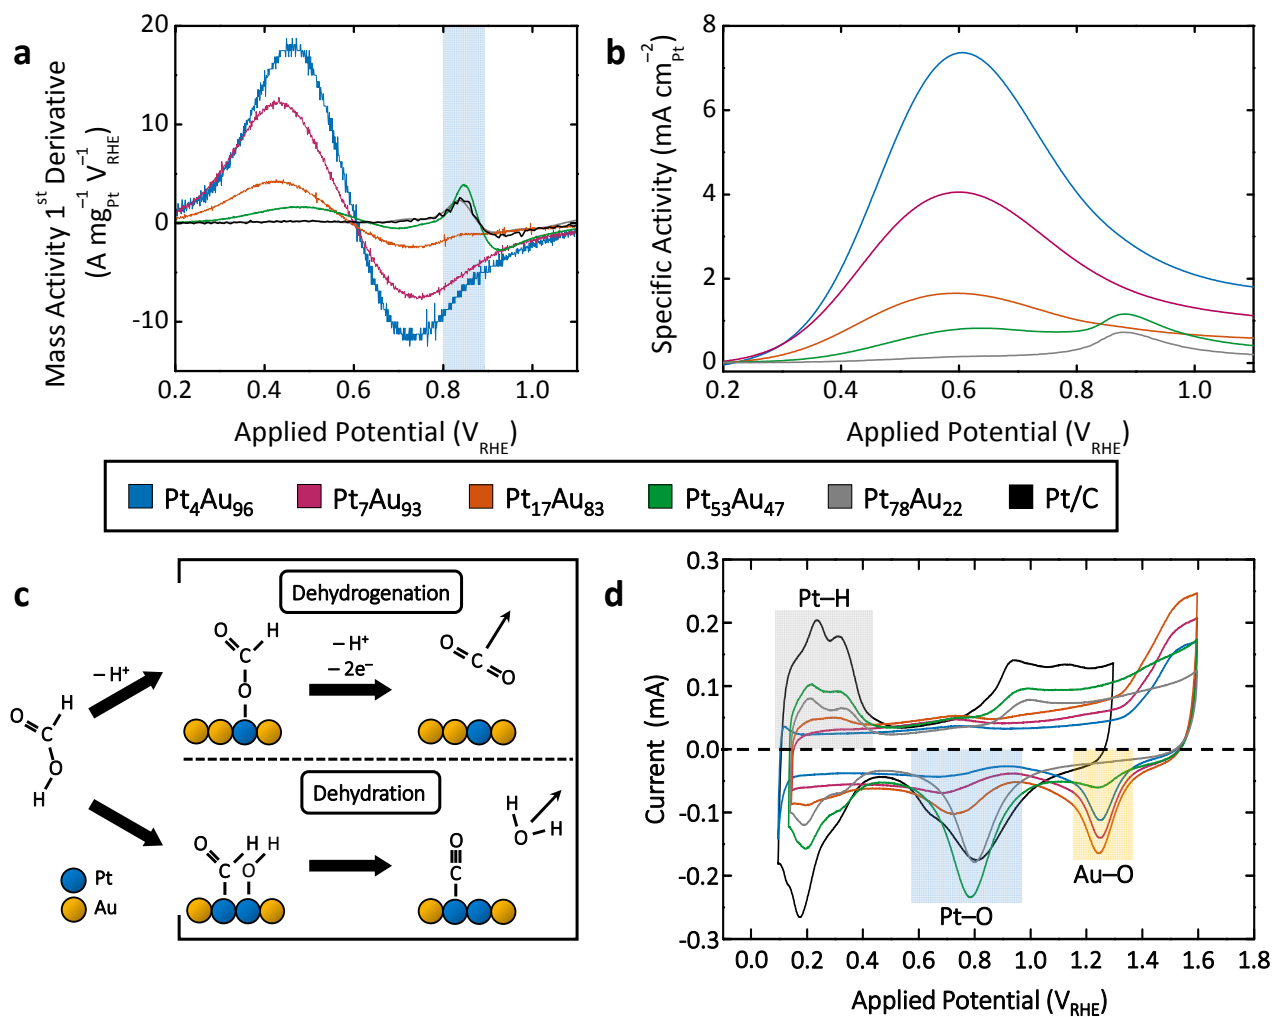 a
20
10
0
-10
0.2
0.4
0.6
0.8
1.0
Mass Activity 1st Derivative
(A mgPt−1 VRHE−1)
Applied Potential (VRHE)
b
8
6
4
2
0
0.2
0.4
0.6
0.8
1.0
Specific Activity (mA cmPt−2)
Applied Potential (VRHE)
Pt4Au96
Pt7Au93
Pt17Au83
Pt53Au47
Pt78Au22
Pt/C
c
Dehydrogenation
O
H
C
O
− H+
− H+
− 2e−
O
C
O
H
O
C
O
H
Dehydration
O
H
H
C
O
O
C
H
O
H
Pt
Au
d
0.3
0.2
0.1
0.0
-0.1
-0.2
-0.3
Pt−H
Pt−O
Au−O
0.0
0.2
0.4
0.6
0.8
1.0
1.2
1.4
1.6
1.8
Current (mA)
Applied Potential (VRHE)